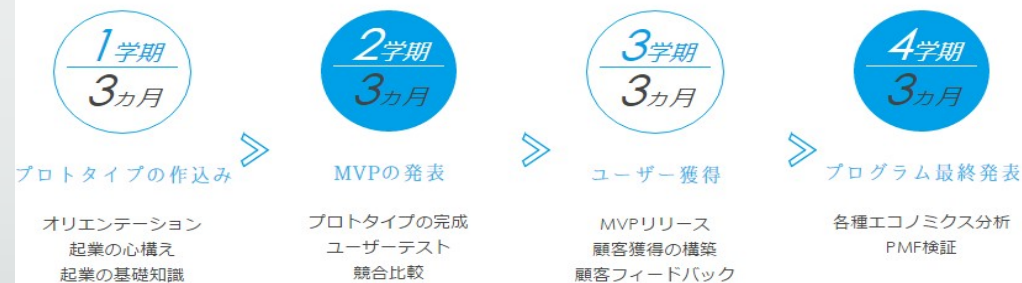 1学期
3ヵ月
プロトタイプの作込み
オリエンテーション
起業の心構え
起業の基礎知識
2学期
3ヵ月
MVPの発表
プロトタイプの完成
ユーザーテスト
競合比較
3学期
3ヵ月
ユーザー獲得
MVPリリース
顧客獲得の構築
顧客フィードバック
4学期
3ヵ月
プログラム最終発表
各種エコノミクス分析
PMF検証